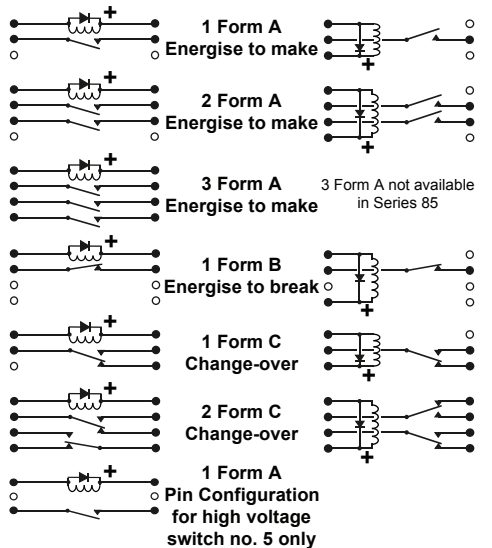 1 Form A
Energise to make
2 Form A
Energise to make
3 Form A
Energise to make
3 Form A not available
in Series 85
1 Form B
Energise to break
1 Form C
Change-over
2 Form C
Change-over
1 Form A
Pin Configuration
for high voltage
switch no. 5 only